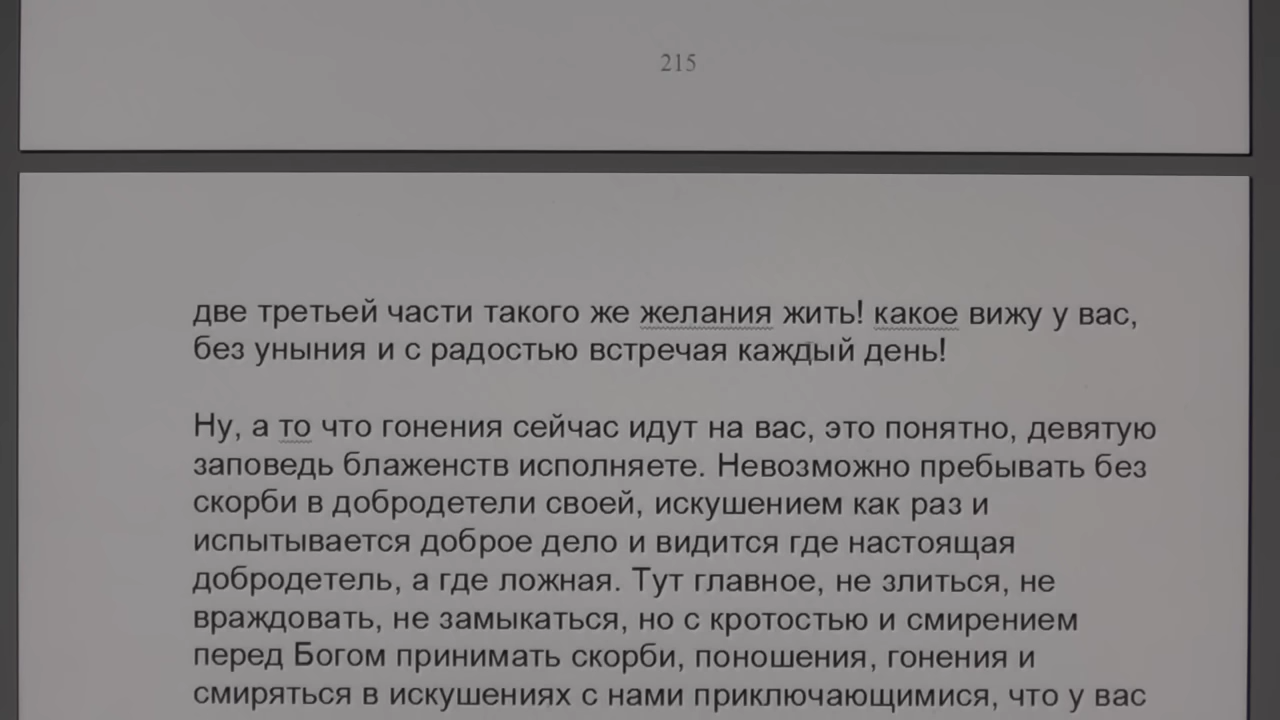 215
две третьей части такого же желания жить! какое вижу у вас,
без уныния и с радостью встречая каждый день!
Ну, а то что гонения сейчас идут на вас, это понятно, девятую
заповедь блаженств исполняете. Невозможно пребывать без
скорби в добродетели своей, искушением как раз и
испытывается доброе дело и видится где настоящая
добродетель, а где ложная. Тут главное, не злиться, не
враждовать, не замыкаться, но с кротостью и смирением
перед Богом принимать скорби, поношения, гонения и
смиряться в искушениях с нами приключающимися, что у вас